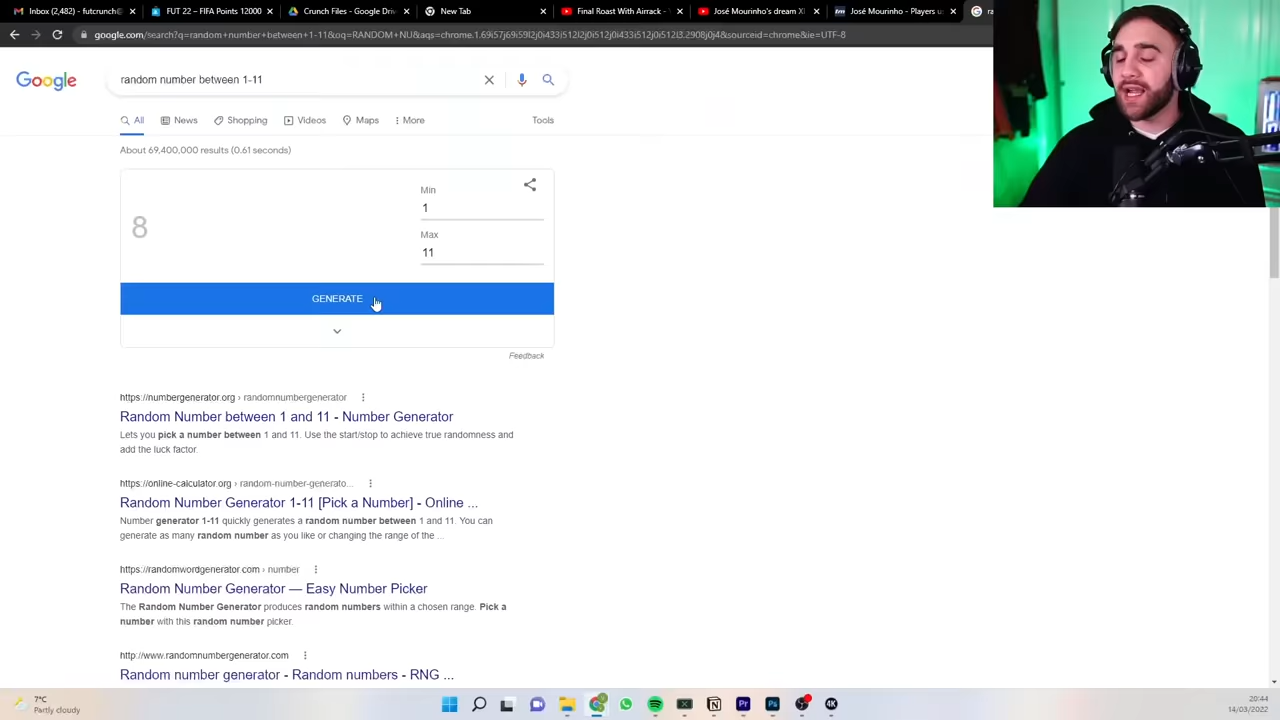 Inbox (2,482) - futcrunch@
FUT 22 – FIFA Points 12000
Crunch Files - Google Drive
New Tab
Final Roast With Airrack - Y
José Mourinho's dream XI
José Mourinho - Players u
google.com/search?q=random+number+between+1-11&oq=RANDOM+NU&aqs=chrome.1.69i57j69i59l2j0i433i512l2j0i512j0i433i512j0i512l3.2908j0j4&sourceid=chrome&ie=UTF-8
Google
random number between 1-11
All
News
Shopping
Videos
Maps
More
Tools
About 69,400,000 results (0.61 seconds)
8
Min
1
Max
11
GENERATE
Feedback
https://numbergenerator.org › randomnumbergenerator
Random Number between 1 and 11 - Number Generator
Lets you pick a number between 1 and 11. Use the start/stop to achieve true randomness and
add the luck factor.
https://online-calculator.org › random-number-generato...
Random Number Generator 1-11 [Pick a Number] - Online ...
Number generator 1-11 quickly generates a random number between 1 and 11. You can
generate as many random number as you like or changing the range of the ...
https://randomwordgenerator.com › number
Random Number Generator — Easy Number Picker
The Random Number Generator produces random numbers within a chosen range. Pick a
number with this random number picker.
http://www.randomnumbergenerator.com
Random number generator - Random numbers - RNG ...
7°C
Partly cloudy
20:44
14/03/2022